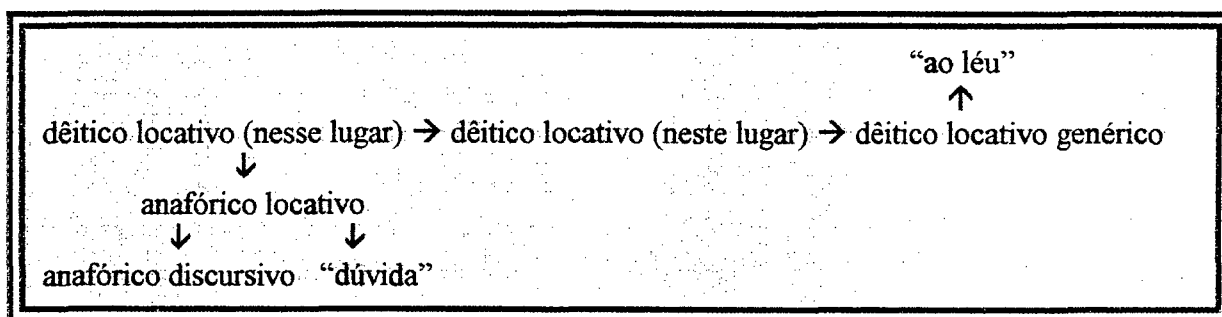 “ao léu”
↑
dêitico locativo (nesse lugar) → dêitico locativo (neste lugar) → dêitico locativo genérico
↓
anafórico locativo
↓ ↓
anafórico discursivo “dúvida”